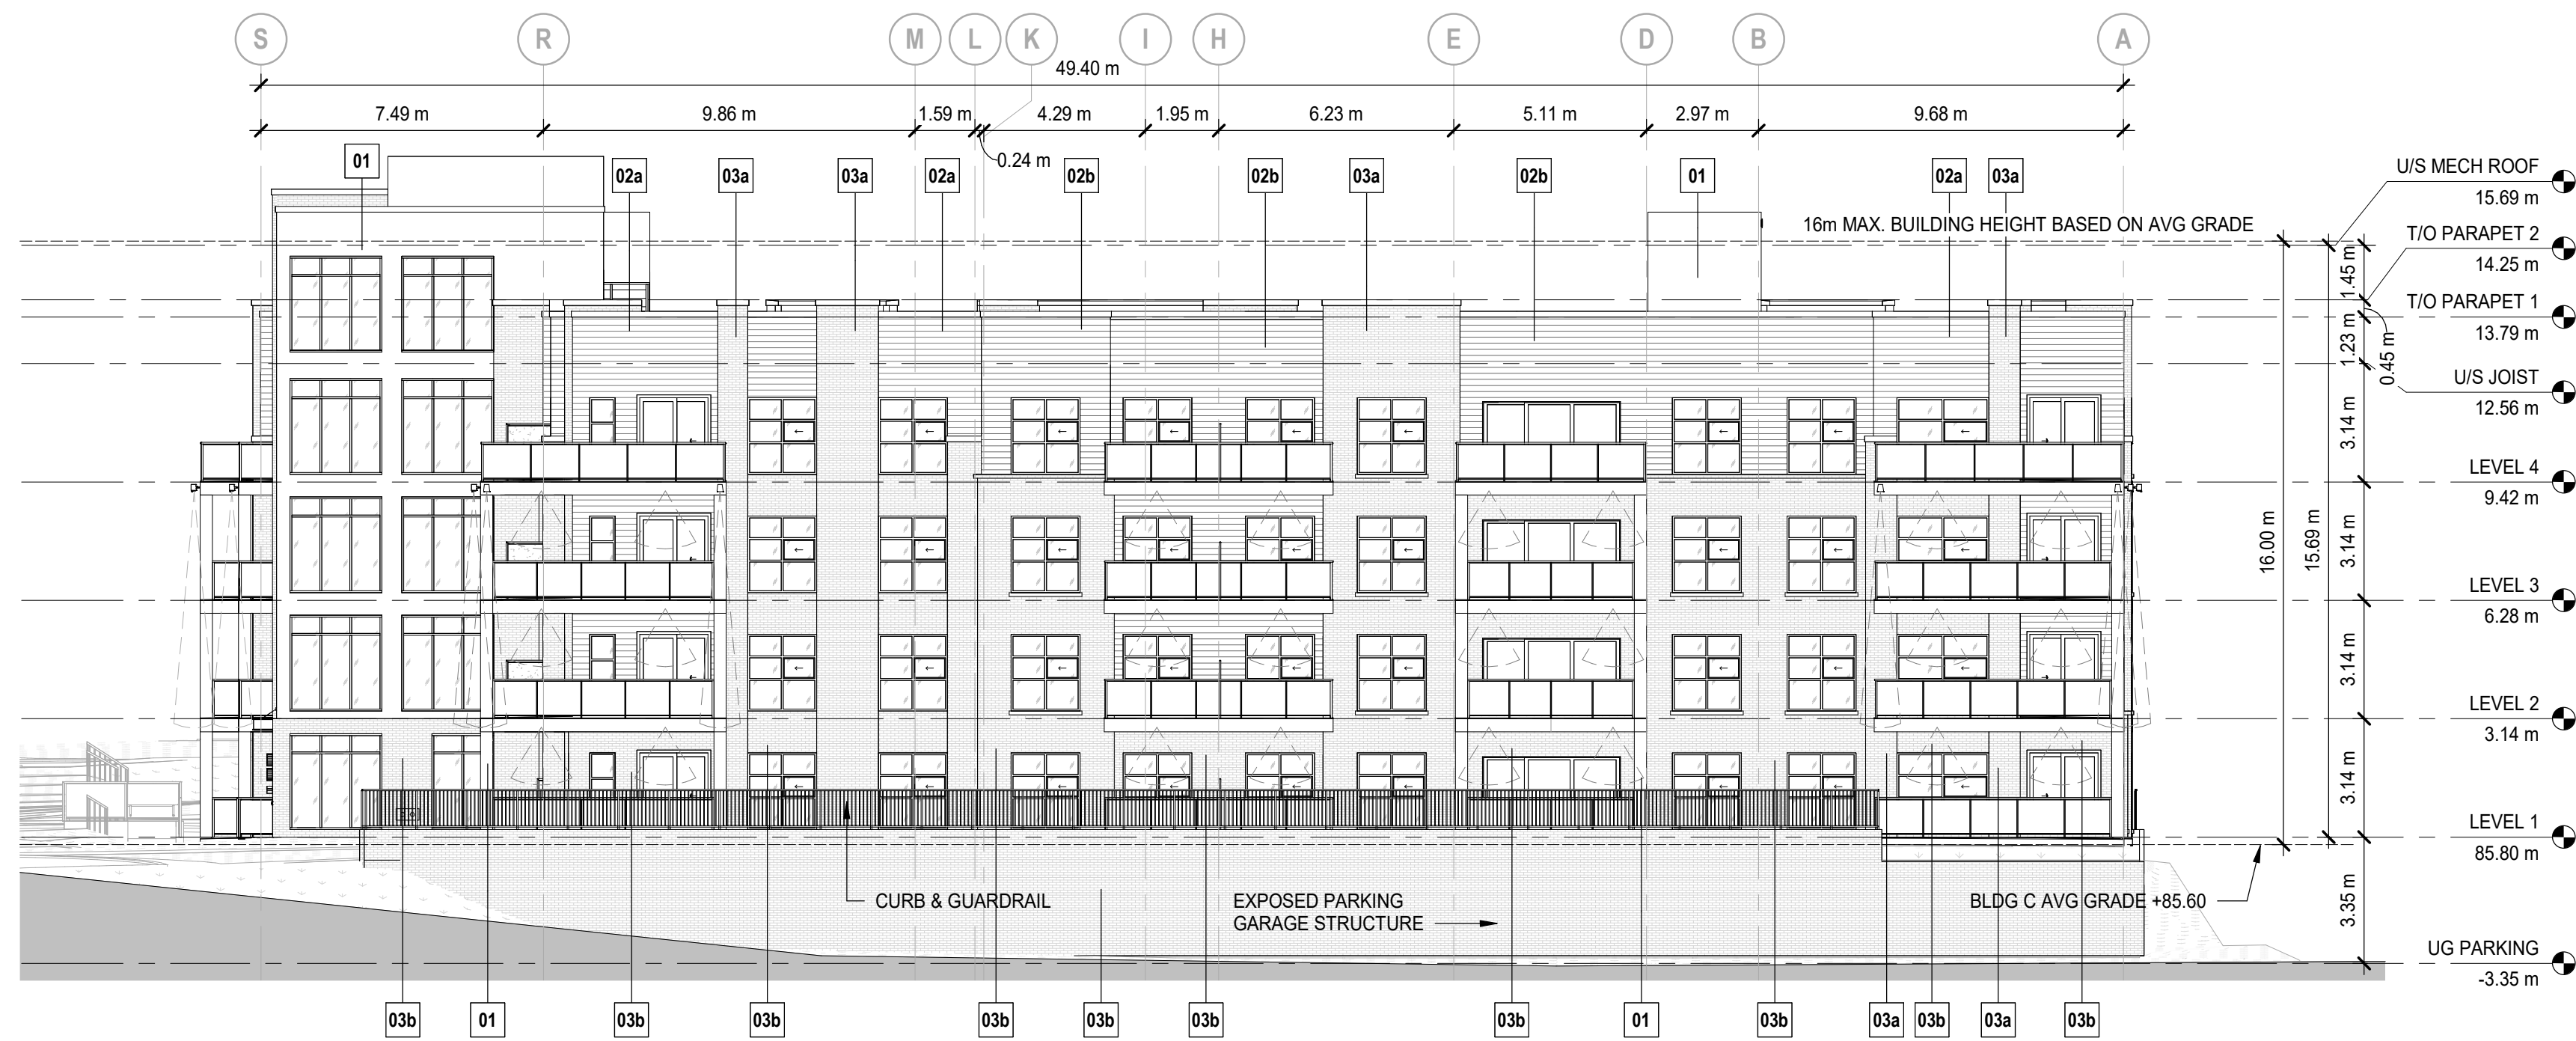 S R M L K I H E D B A
49.40 m
7.49 m 9.86 m 1.59 m 4.29 m 1.95 m 6.23 m 5.11 m 2.97 m 9.68 m
0.24 m
01 02a 03a 03a 02a 02b 02b 03a 02b 01 02a 03a
16m MAX. BUILDING HEIGHT BASED ON AVG GRADE
U/S MECH ROOF
15.69 m
T/O PARAPET 2
14.25 m
T/O PARAPET 1
13.79 m
U/S JOIST
12.56 m
LEVEL 4
9.42 m
LEVEL 3
6.28 m
LEVEL 2
3.14 m
LEVEL 1
85.80 m
UG PARKING
-3.35 m
1.45 m
1.23 m
0.45 m
3.14 m
3.14 m
3.14 m
3.14 m
3.35 m
16.00 m
15.69 m
CURB & GUARDRAIL
EXPOSED PARKING
GARAGE STRUCTURE
BLDG C AVG GRADE +85.60
03b 01 03b 03b 03b 03b 03b 03b 01 03b 03a 03b 03a 03b